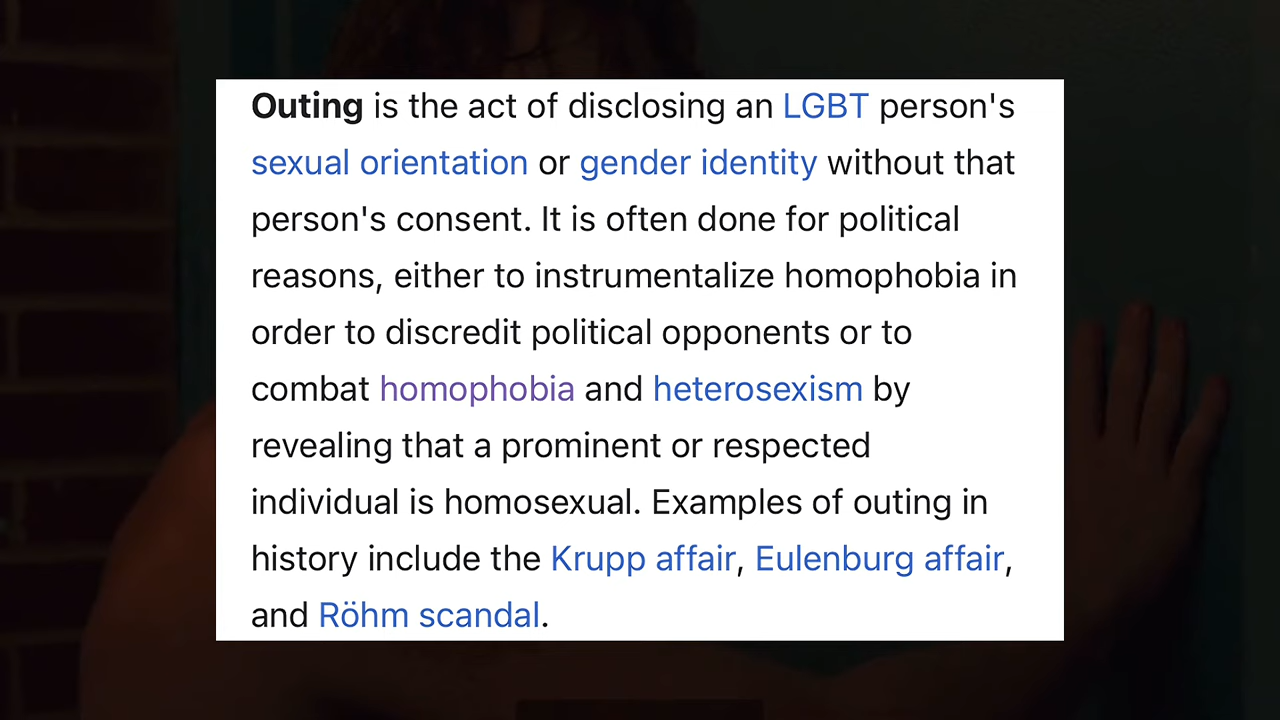 Outing is the act of disclosing an LGBT person's
sexual orientation or gender identity without that
person's consent. It is often done for political
reasons, either to instrumentalize homophobia in
order to discredit political opponents or to
combat homophobia and heterosexism by
revealing that a prominent or respected
individual is homosexual. Examples of outing in
history include the Krupp affair, Eulenburg affair,
and Röhm scandal.